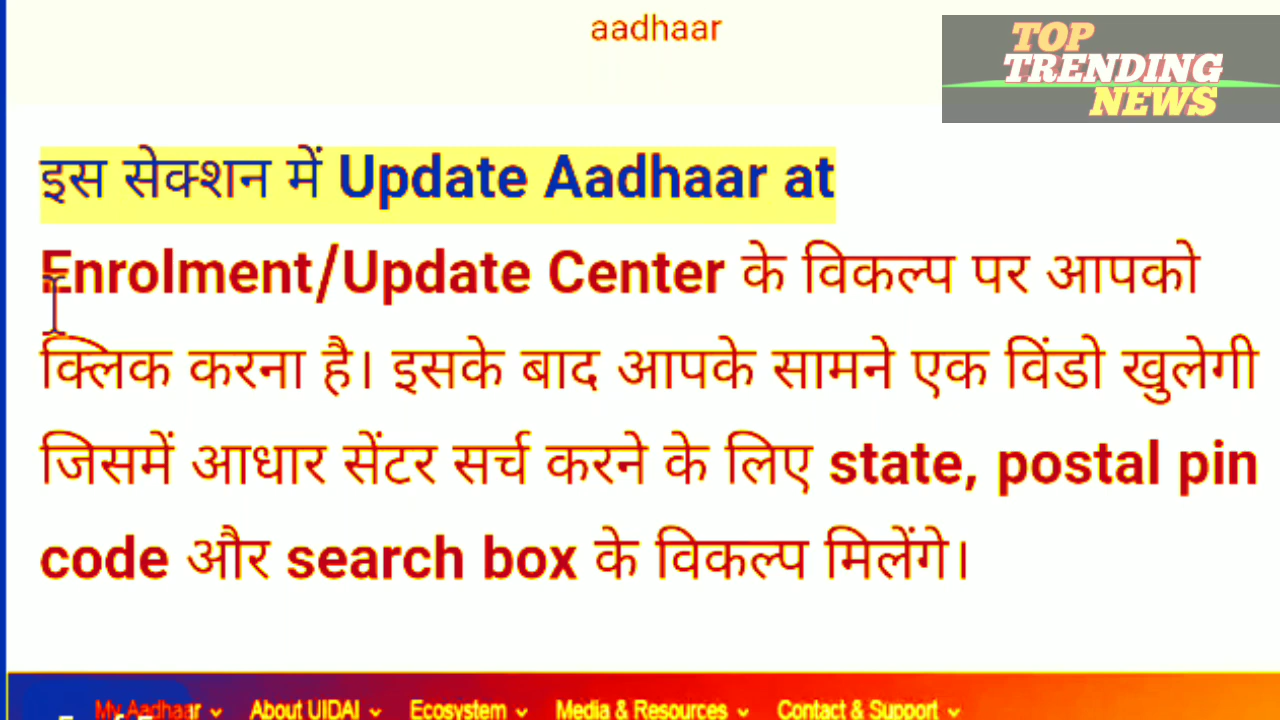 aadhaar
TOP
TRENDING
NEWS
इस सेक्शन में Update Aadhaar at
Enrolment/Update Center के विकल्प पर आपको
क्लिक करना है। इसके बाद आपके सामने एक विंडो खुलेगी
जिसमें आधार सेंटर सर्च करने के लिए state, postal pin
code और search box के विकल्प मिलेंगे।
My Aadhaar About UIDAI Ecosystem Media & Resources Contact & Support